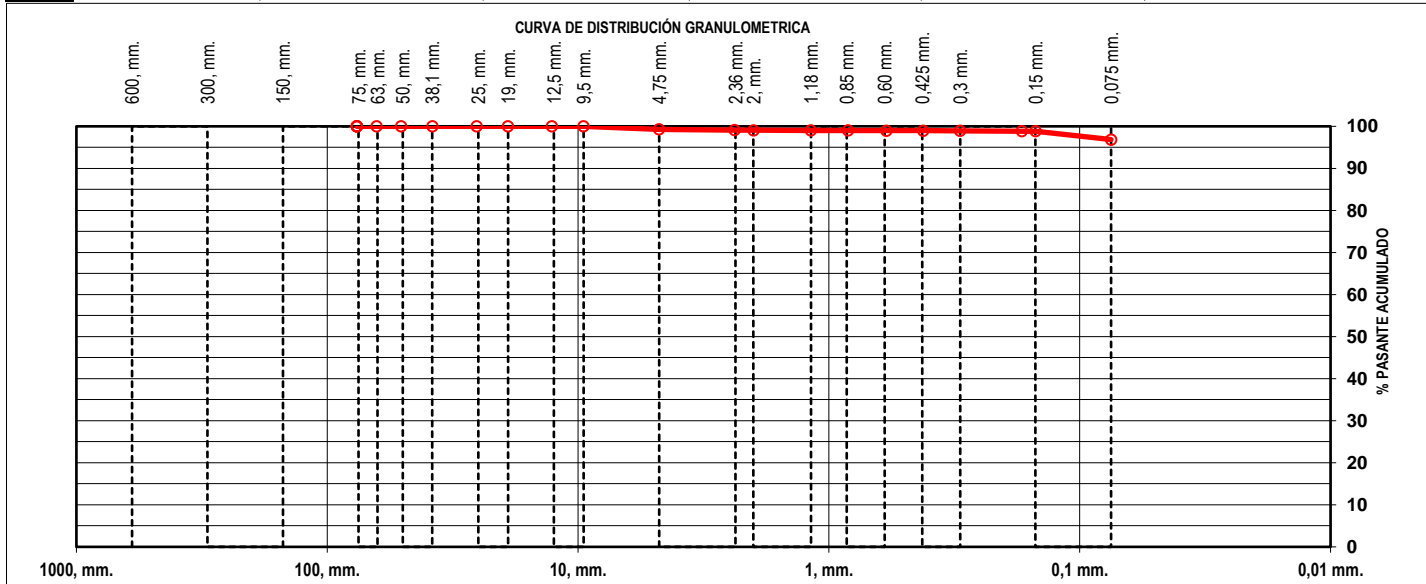 CURVA DE DISTRIBUCIÓN GRANULOMETRICA
600, mm.
300, mm.
150, mm.
75, mm.
63, mm.
50, mm.
38,1 mm.
25, mm.
19, mm.
12,5 mm.
9,5 mm.
4,75 mm.
2,36 mm.
2, mm.
1,18 mm.
0,85 mm.
0,60 mm.
0,425 mm.
0,3 mm.
0,15 mm.
0,075 mm.
100
90
80
70
60
50
40
30
20
10
0
% PASANTE ACUMULADO
1000, mm.
100, mm.
10, mm.
1, mm.
0,1 mm.
0,01 mm.